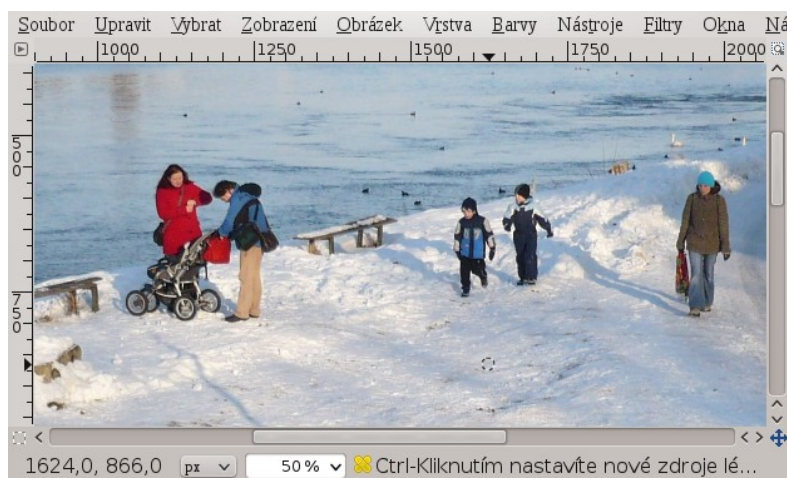 Soubor Upravit Vybrat Zobrazení Obrázek Vrstva Barvy Nástroje Filtry Okna Ná
1000 1250 1500 1750 2000
500
750
1624,0, 866,0 px 50 % Ctrl-Kliknutím nastavíte nové zdroje lé...